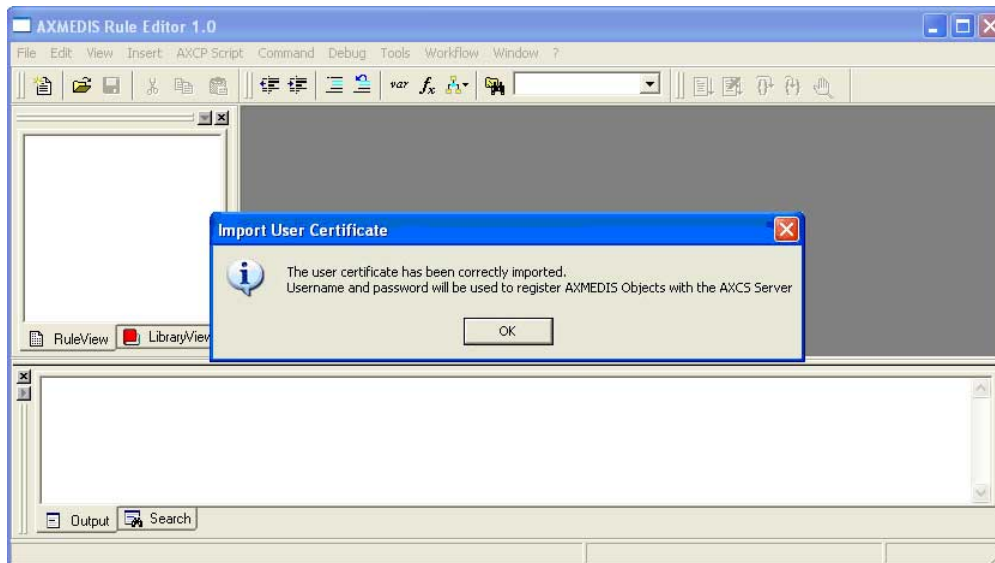 AXMEDIS Rule Editor 1.0
File Edit View Insert AXCP Script Command Debug Tools Workflow Window ?
var fx
Import User Certificate
The user certificate has been correctly imported.
Username and password will be used to register AXMEDIS Objects with the AXCS Server
OK
RuleView LibraryView
Output Search